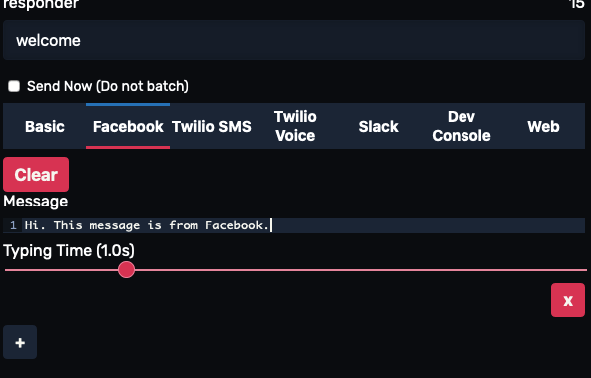 responder 15
welcome
Send Now (Do not batch)
Basic Facebook Twilio SMS Twilio Voice Slack Dev Console Web
Clear
Message
1 Hi. This message is from Facebook.
Typing Time (1.0s)
x
+